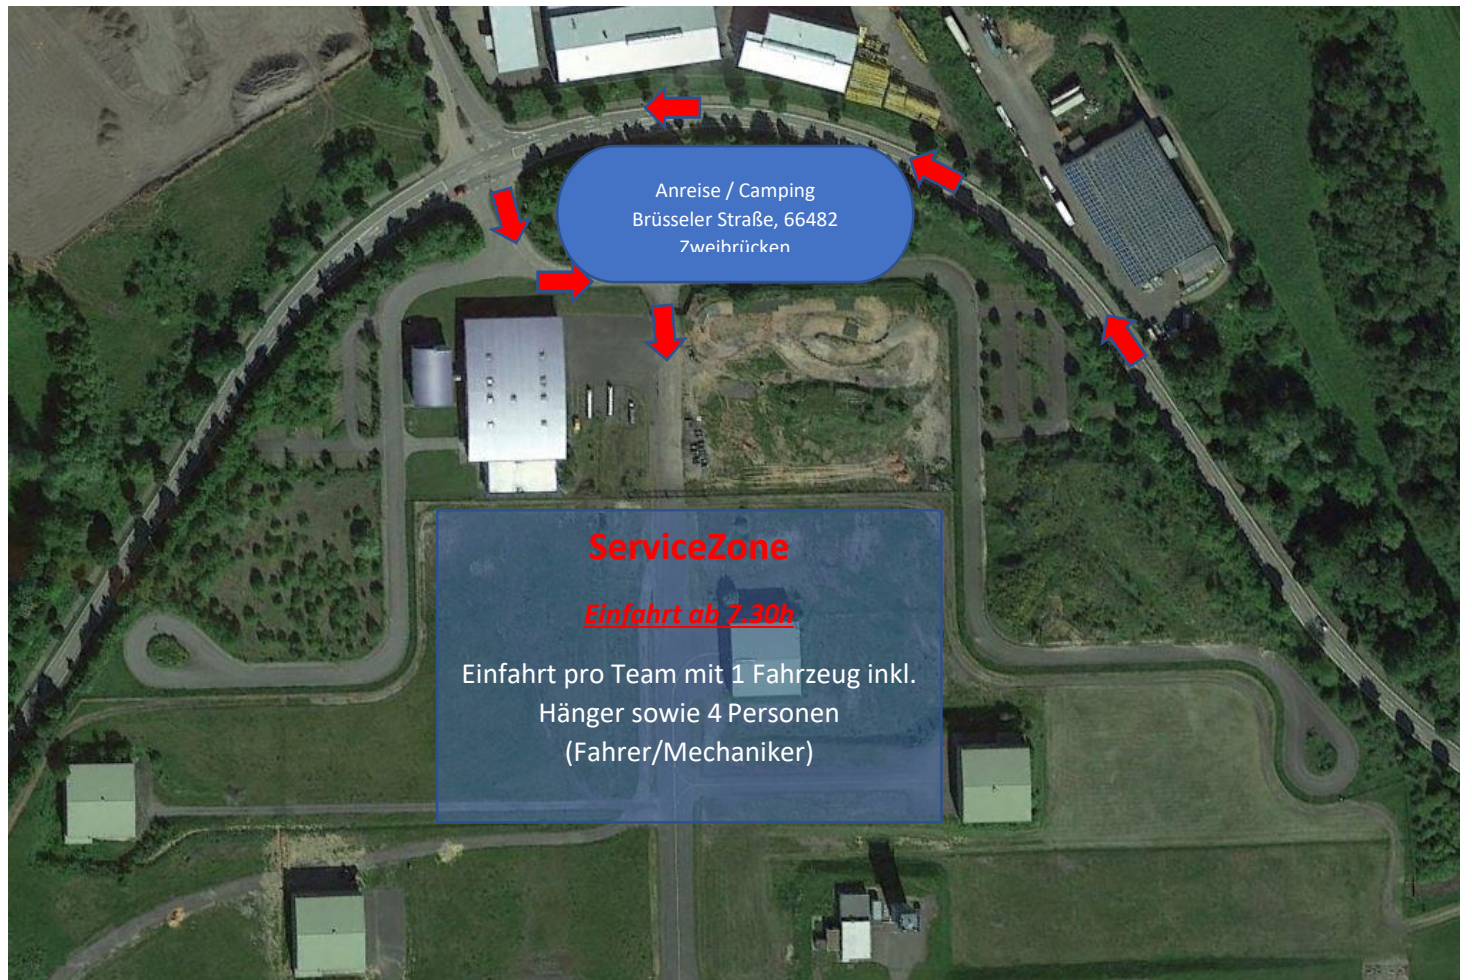 Anreise / Camping
Brüsseler Straße, 66482
Zweibrücken
ServiceZone
Einfahrt ab 7.30h
Einfahrt pro Team mit 1 Fahrzeug inkl.
Hänger sowie 4 Personen
(Fahrer/Mechaniker)